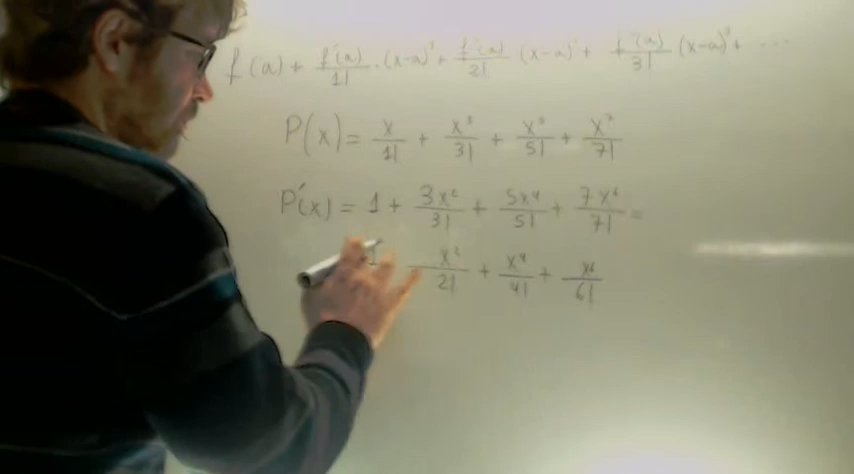 f(a) + f'(a)/1! · (x-a)' + f''(a)/2! (x-a)² + f'''(a)/3! (x-a)³ + ...
P(x) = x/1! + x³/3! + x⁵/5! + x⁷/7!
P'(x) = 1 + 3x²/3! + 5x⁴/5! + 7x⁶/7! =
1 x²/2! + x⁴/4! + x⁶/6!